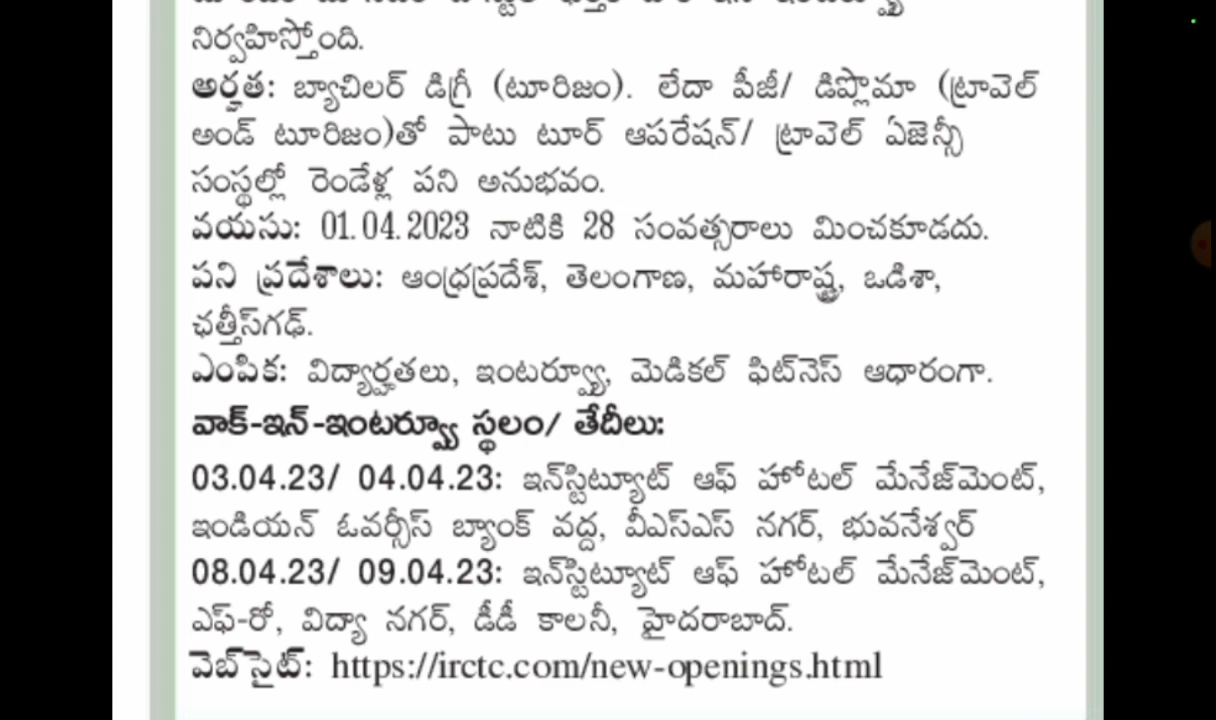 నిర్వహిస్తోంది.
అర్హత: బ్యాచిలర్ డిగ్రీ (టూరిజం). లేదా పీజీ/ డిప్లొమా (ట్రావెల్
అండ్ టూరిజం)తో పాటు టూర్ ఆపరేషన్/ ట్రావెల్ ఏజెన్సీ
సంస్థల్లో రెండేళ్ల పని అనుభవం.
వయసు: 01.04.2023 నాటికి 28 సంవత్సరాలు మించకూడదు.
పని ప్రదేశాలు: ఆంధ్రప్రదేశ్, తెలంగాణ, మహారాష్ట్ర, ఒడిశా,
ఛత్తీస్‌గఢ్.
ఎంపిక: విద్యార్హతలు, ఇంటర్వ్యూ, మెడికల్ ఫిట్‌నెస్ ఆధారంగా.
వాక్-ఇన్-ఇంటర్వ్యూ స్థలం/ తేదీలు:
03.04.23/ 04.04.23: ఇన్‌స్టిట్యూట్ ఆఫ్ హోటల్ మేనేజ్‌మెంట్,
ఇండియన్ ఓవర్సీస్ బ్యాంక్ వద్ద, వీఎస్ఎస్ నగర్, భువనేశ్వర్
08.04.23/ 09.04.23: ఇన్‌స్టిట్యూట్ ఆఫ్ హోటల్ మేనేజ్‌మెంట్,
ఎఫ్-రో, విద్యా నగర్, డీడీ కాలనీ, హైదరాబాద్.
వెబ్‌సైట్: https://irctc.com/new-openings.html